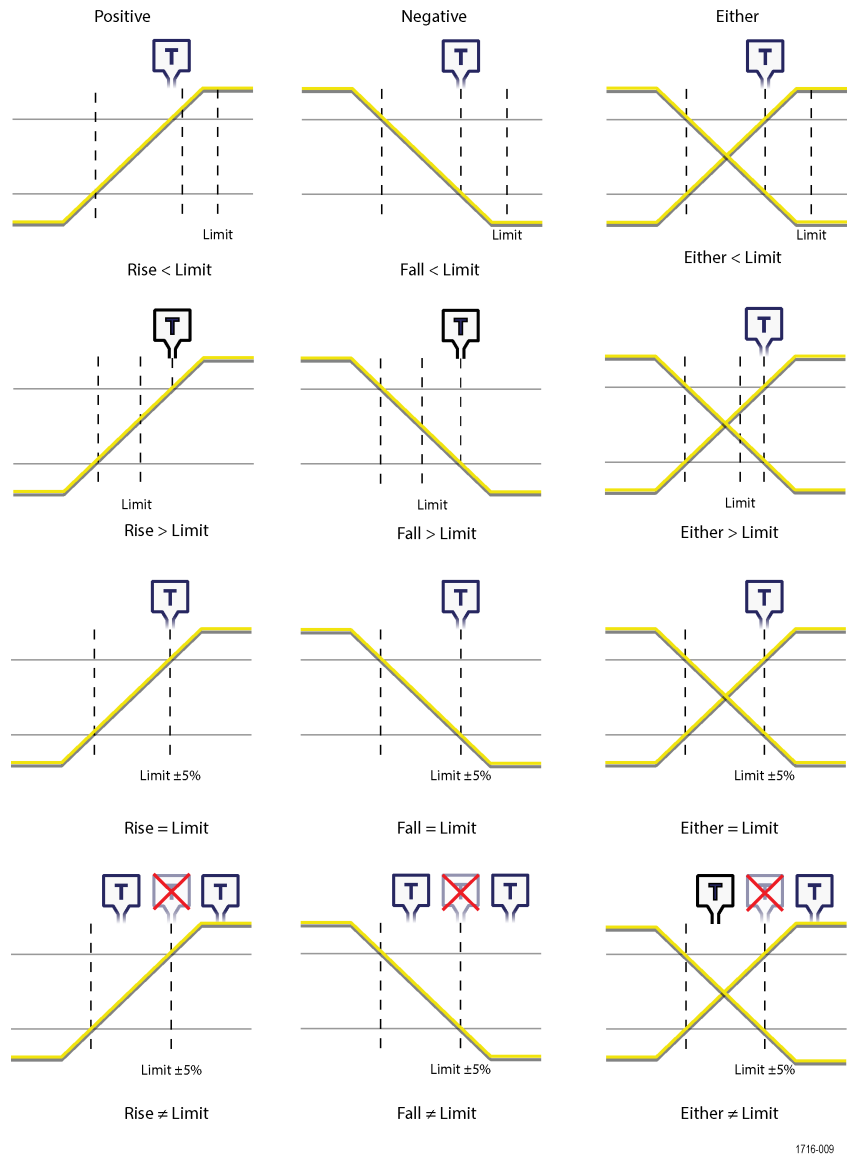 Positive Negative Either
T T T
Limit Limit Limit
Rise < Limit Fall < Limit Either < Limit
T T T
Limit Limit Limit
Rise > Limit Fall > Limit Either > Limit
T T T
Limit ±5% Limit ±5% Limit ±5%
Rise = Limit Fall = Limit Either = Limit
T T T T T T T T T
Limit ±5% Limit ±5% Limit ±5%
Rise ≠ Limit Fall ≠ Limit Either ≠ Limit
1716-009